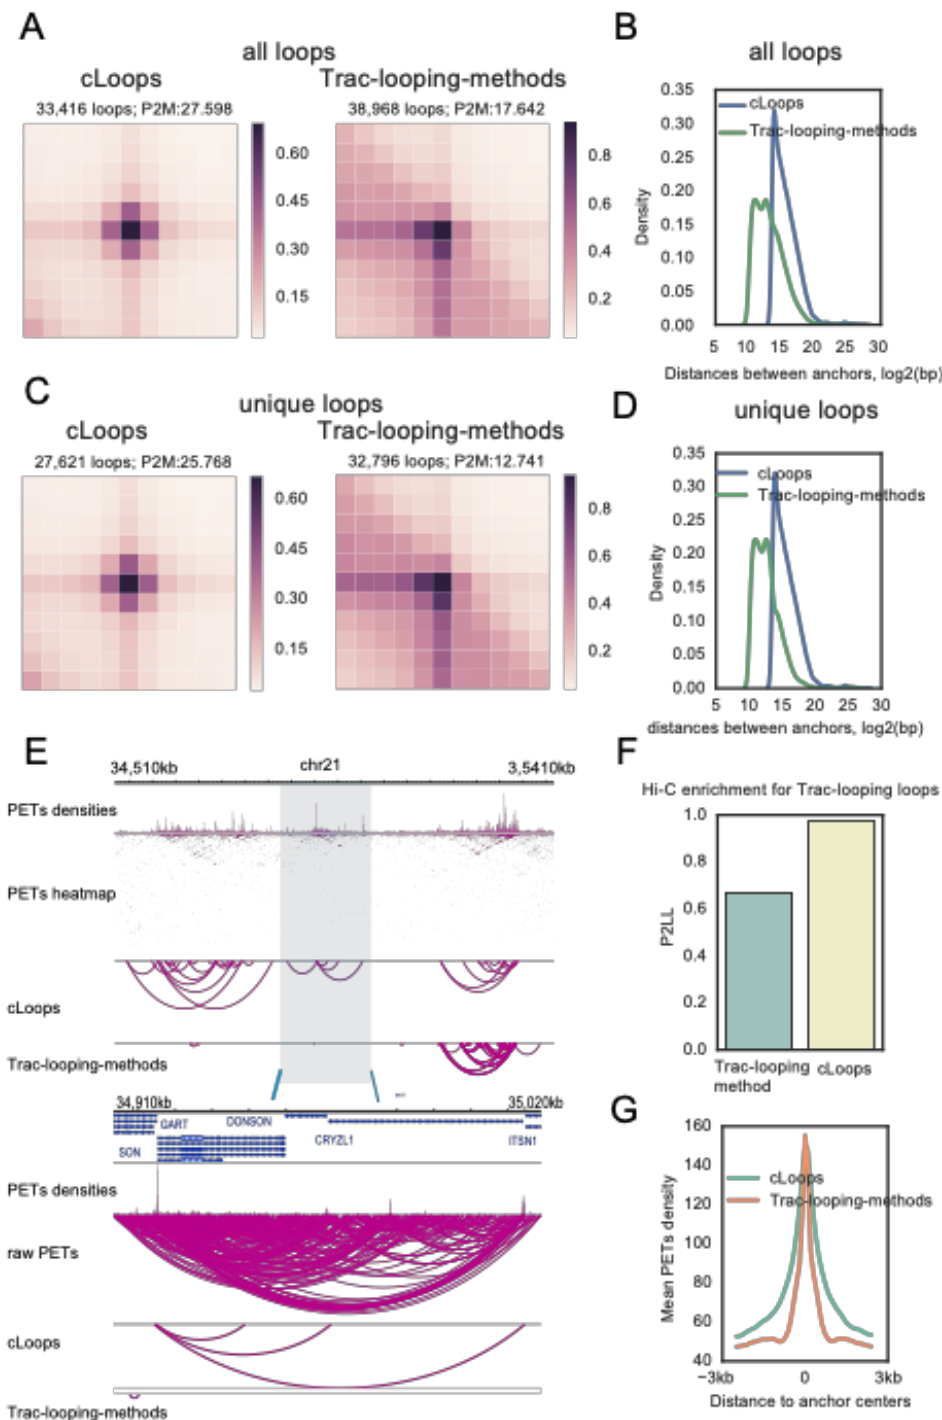 A
all loops
cLoops
Trac-looping-methods
33,416 loops; P2M:27.598
38,968 loops; P2M:17.642
0.60
0.45
0.30
0.15
0.8
0.6
0.4
0.2
B
all loops
0.35
0.30
0.25
0.20
0.15
0.10
0.05
0.00
Density
cLoops
Trac-looping-methods
5 10 15 20 25 30
Distances between anchors, log2(bp)
C
unique loops
cLoops
Trac-looping-methods
27,621 loops; P2M:25.768
32,796 loops; P2M:12.741
0.60
0.45
0.30
0.15
0.8
0.6
0.4
0.2
D
unique loops
0.35
0.30
0.25
0.20
0.15
0.10
0.05
0.00
Density
cLoops
Trac-looping-methods
5 10 15 20 25 30
distances between anchors, log2(bp)
E
34,510kb chr21 3,5410kb
PETs densities
PETs heatmap
cLoops
Trac-looping-methods
34,910kb 35,020kb
GART DONSON
SON CRYZL1 ITSN1
PETs densities
raw PETs
cLoops
Trac-looping-methods
F
Hi-C enrichment for Trac-looping loops
1.0
0.8
0.6
0.4
0.2
0.0
P2LL
Trac-looping
method
cLoops
G
160
140
120
100
80
60
40
Mean PETs density
cLoops
Trac-looping-methods
−3kb 0 3kb
Distance to anchor centers